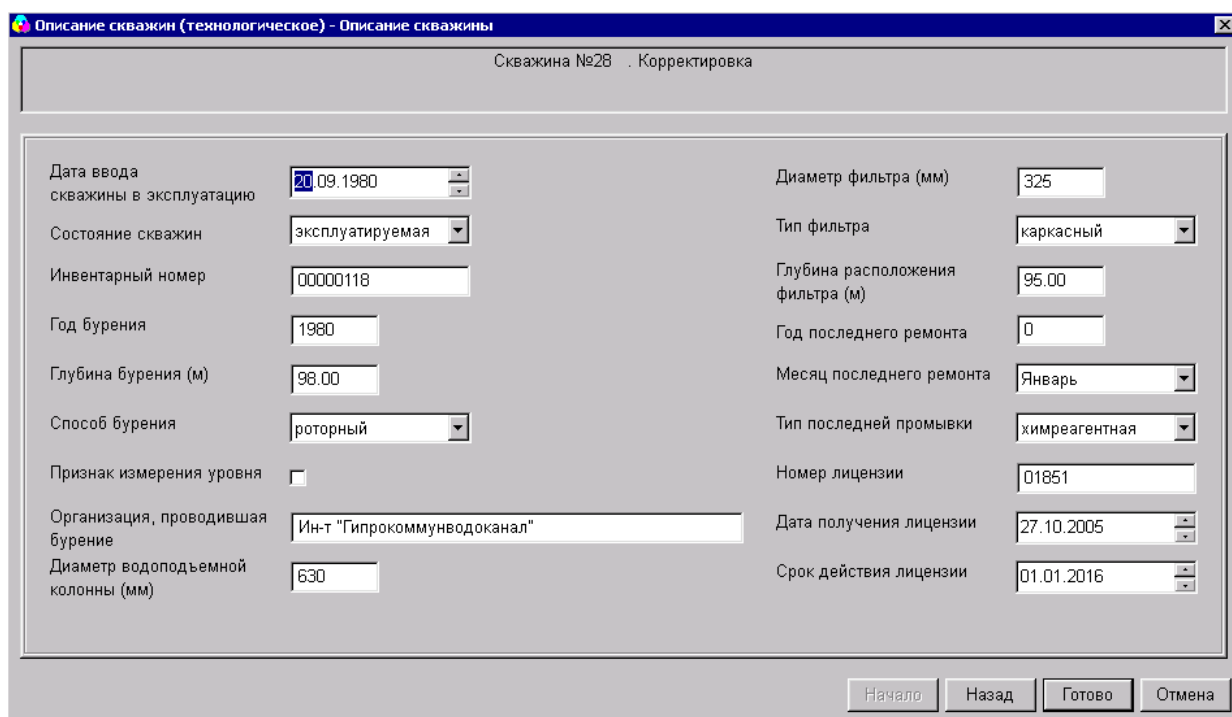 Описание скважин (технологическое) - Описание скважины
Скважина №28 . Корректировка
Дата ввода
скважины в эксплуатацию
20.09.1980
Состояние скважин
эксплуатируемая
Инвентарный номер
00000118
Год бурения
1980
Глубина бурения (м)
98.00
Способ бурения
роторный
Признак измерения уровня
Организация, проводившая
бурение
Ин-т "Гипрокоммунводоканал"
Диаметр водоподъемной
колонны (мм)
630
Диаметр фильтра (мм)
325
Тип фильтра
каркасный
Глубина расположения
фильтра (м)
95.00
Год последнего ремонта
0
Месяц последнего ремонта
Январь
Тип последней промывки
химреагентная
Номер лицензии
01851
Дата получения лицензии
27.10.2005
Срок действия лицензии
01.01.2016
Начало
Назад
Готово
Отмена